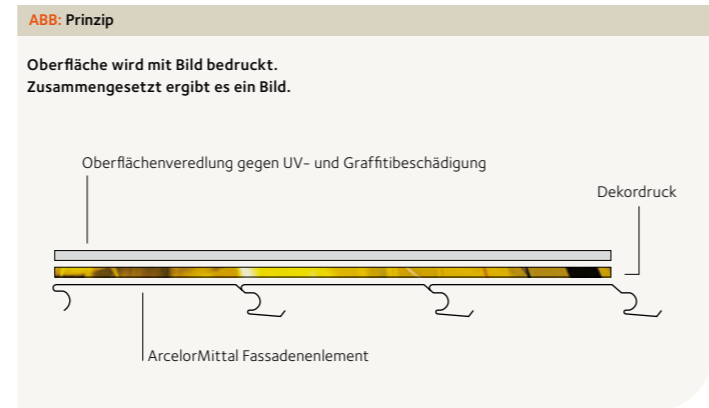 ABB: Prinzip
Oberfläche wird mit Bild bedruckt.
Zusammengesetzt ergibt es ein Bild.
Oberflächenveredlung gegen UV- und Graffitibeschädigung
Dekordruck
ArcelorMittal Fassadenenlement